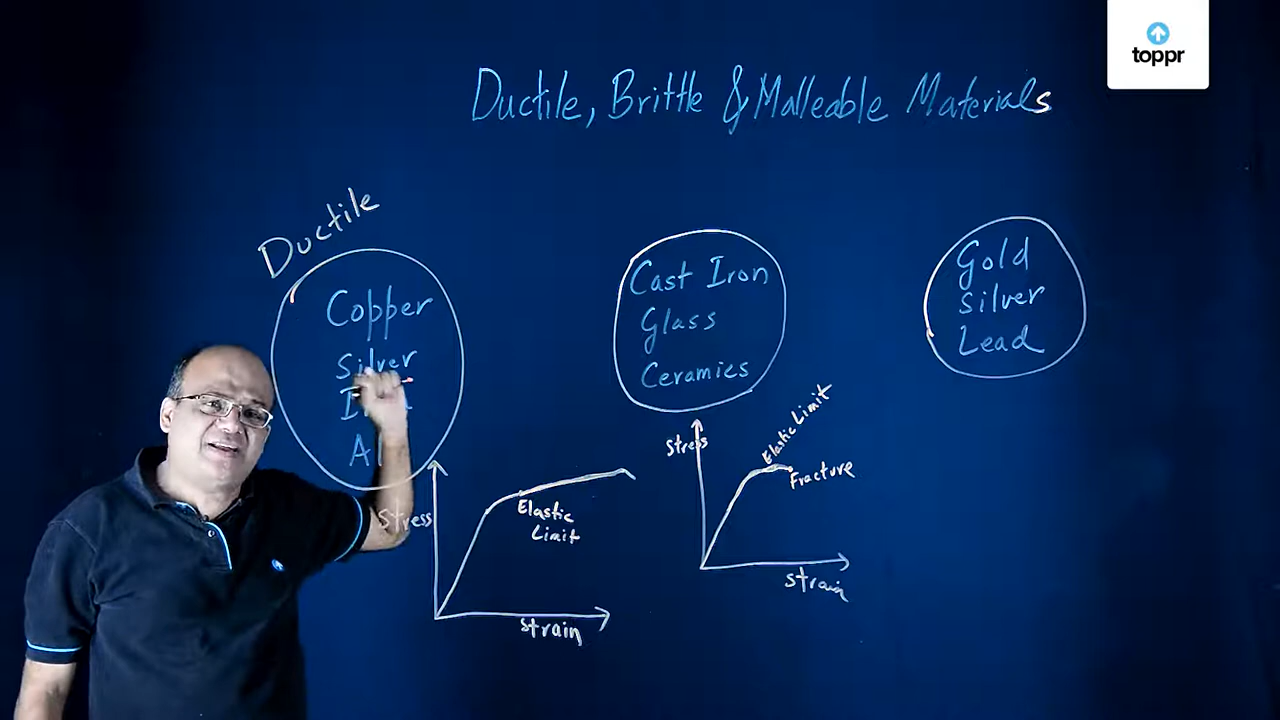 toppr
Ductile, Brittle & Malleable Materials
Ductile
Copper
Silver
Al
Stress
Elastic
Limit
Strain
Cast Iron
Glass
Ceramies
Stress
Elastic Limit
Fracture
Strain
Gold
Silver
Lead